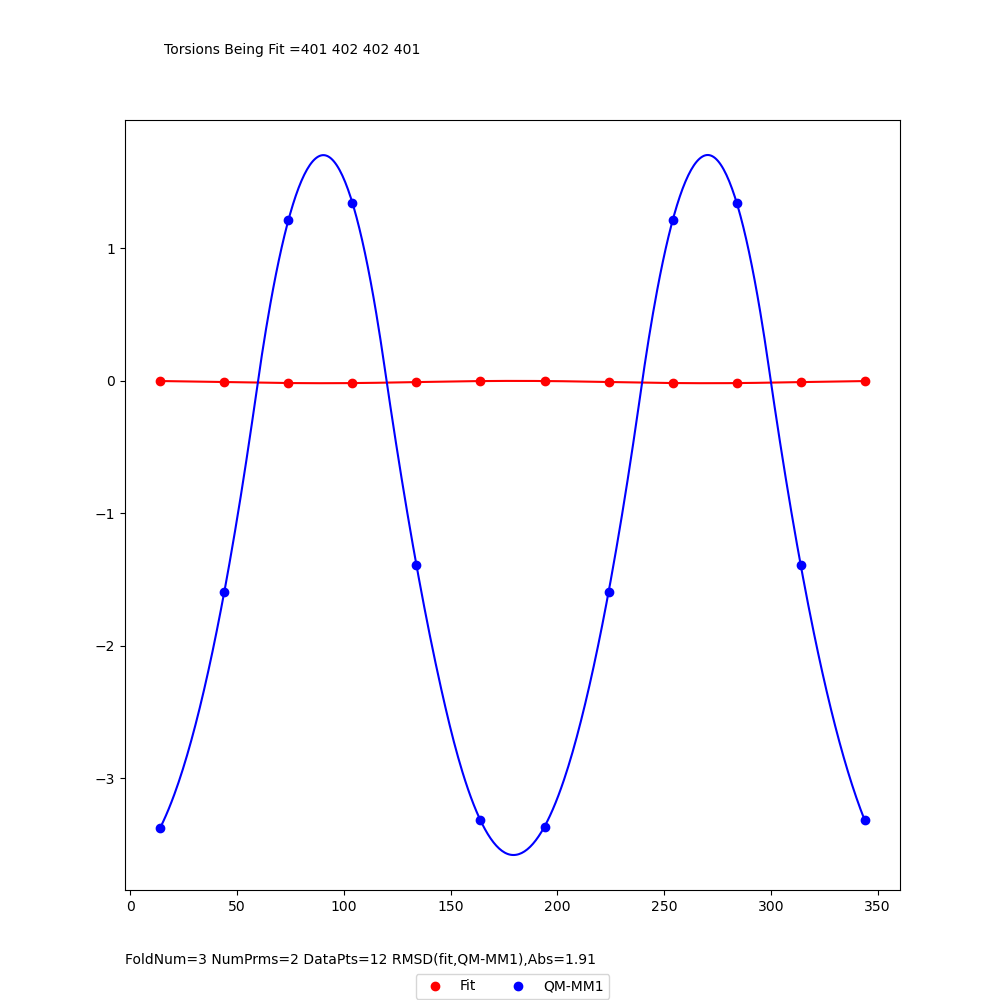 Torsions Being Fit =401 402 402 401
1
0
−1
−2
−3
0 50 100 150 200 250 300 350
FoldNum=3 NumPrms=2 DataPts=12 RMSD(fit,QM-MM1),Abs=1.91
Fit QM-MM1